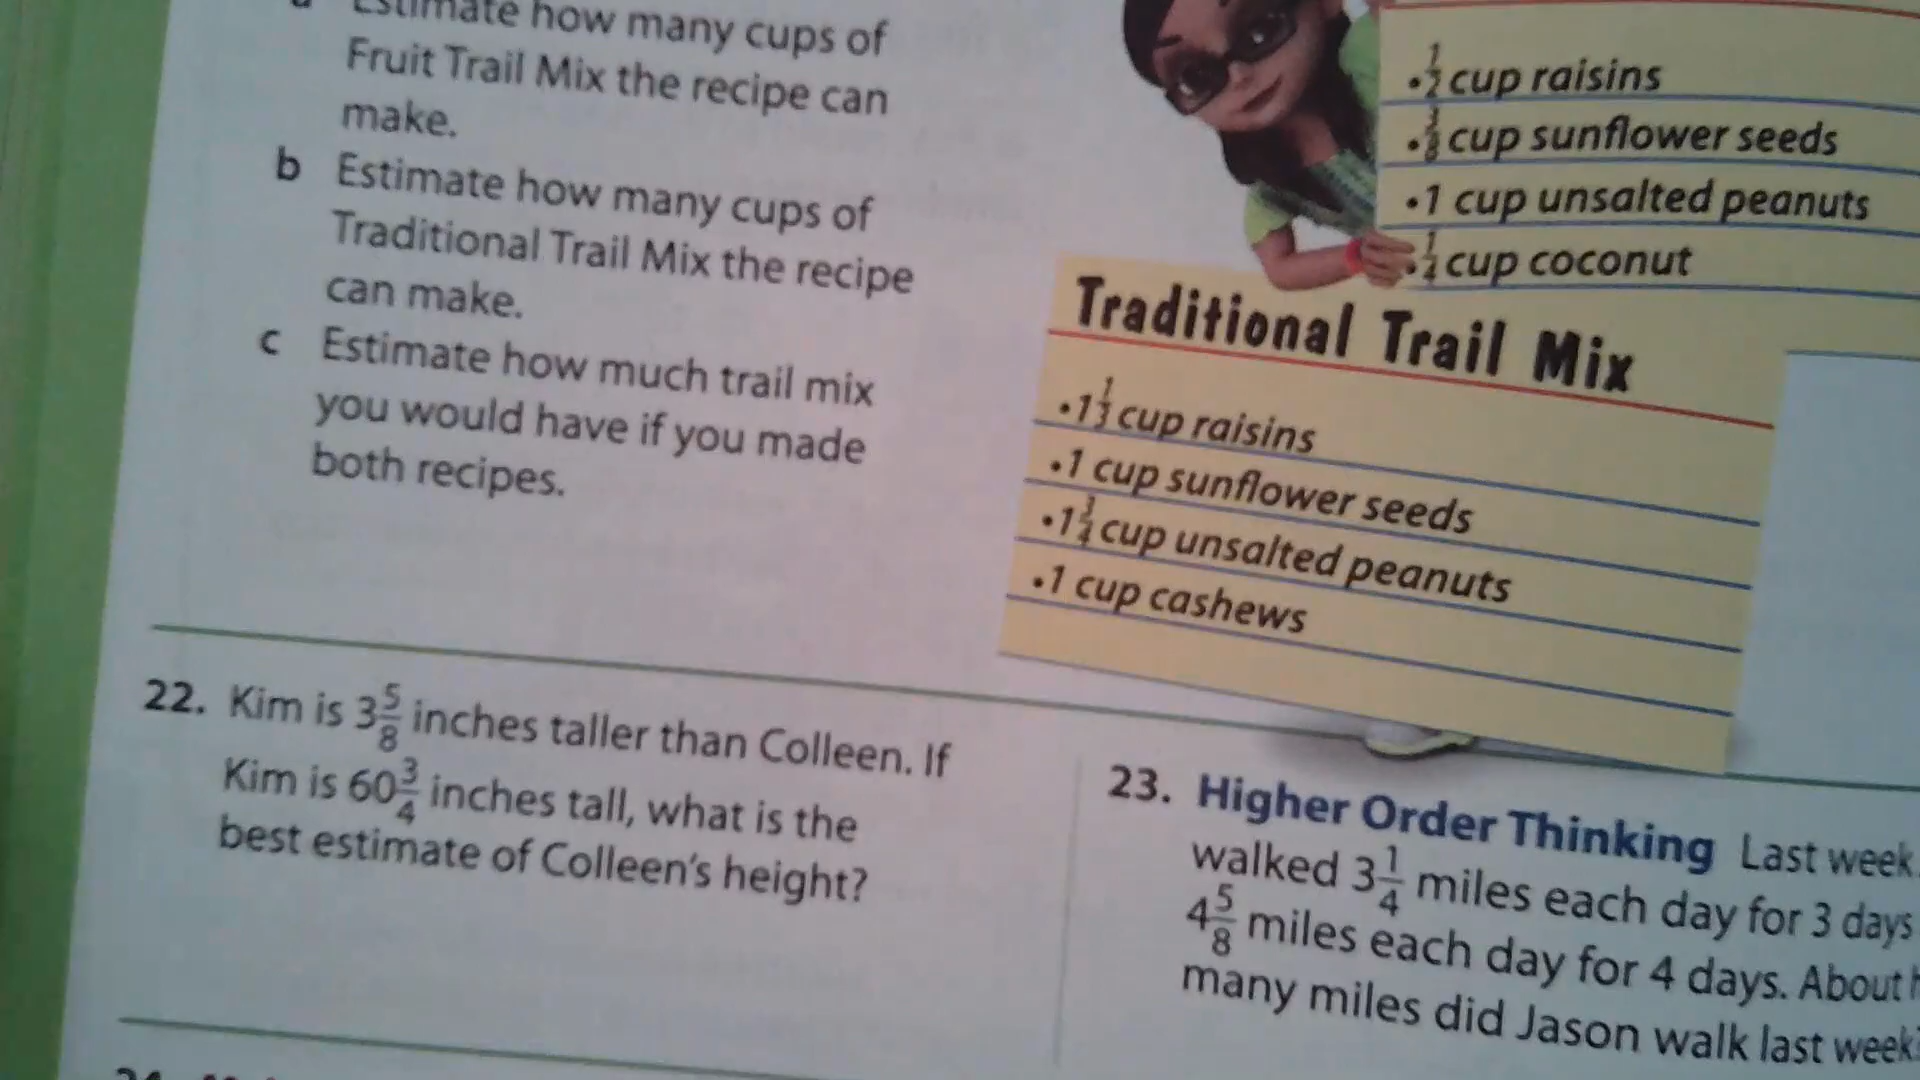 Estimate how many cups of
Fruit Trail Mix the recipe can
make.
b Estimate how many cups of
Traditional Trail Mix the recipe
can make.
c Estimate how much trail mix
you would have if you made
both recipes.
•1/2 cup raisins
cup sunflower seeds
•1 cup unsalted peanuts
•1/4 cup coconut
Traditional Trail Mix
•1 1/3 cup raisins
•1 cup sunflower seeds
cup unsalted peanuts
•1 cup cashews
22. Kim is 3 5/8 inches taller than Colleen. If
Kim is 60 3/4 inches tall, what is the
best estimate of Colleen's height?
23. Higher Order Thinking Last week
walked 3 1/4 miles each day for 3 days
4 5/8 miles each day for 4 days. About
many miles did Jason walk last week